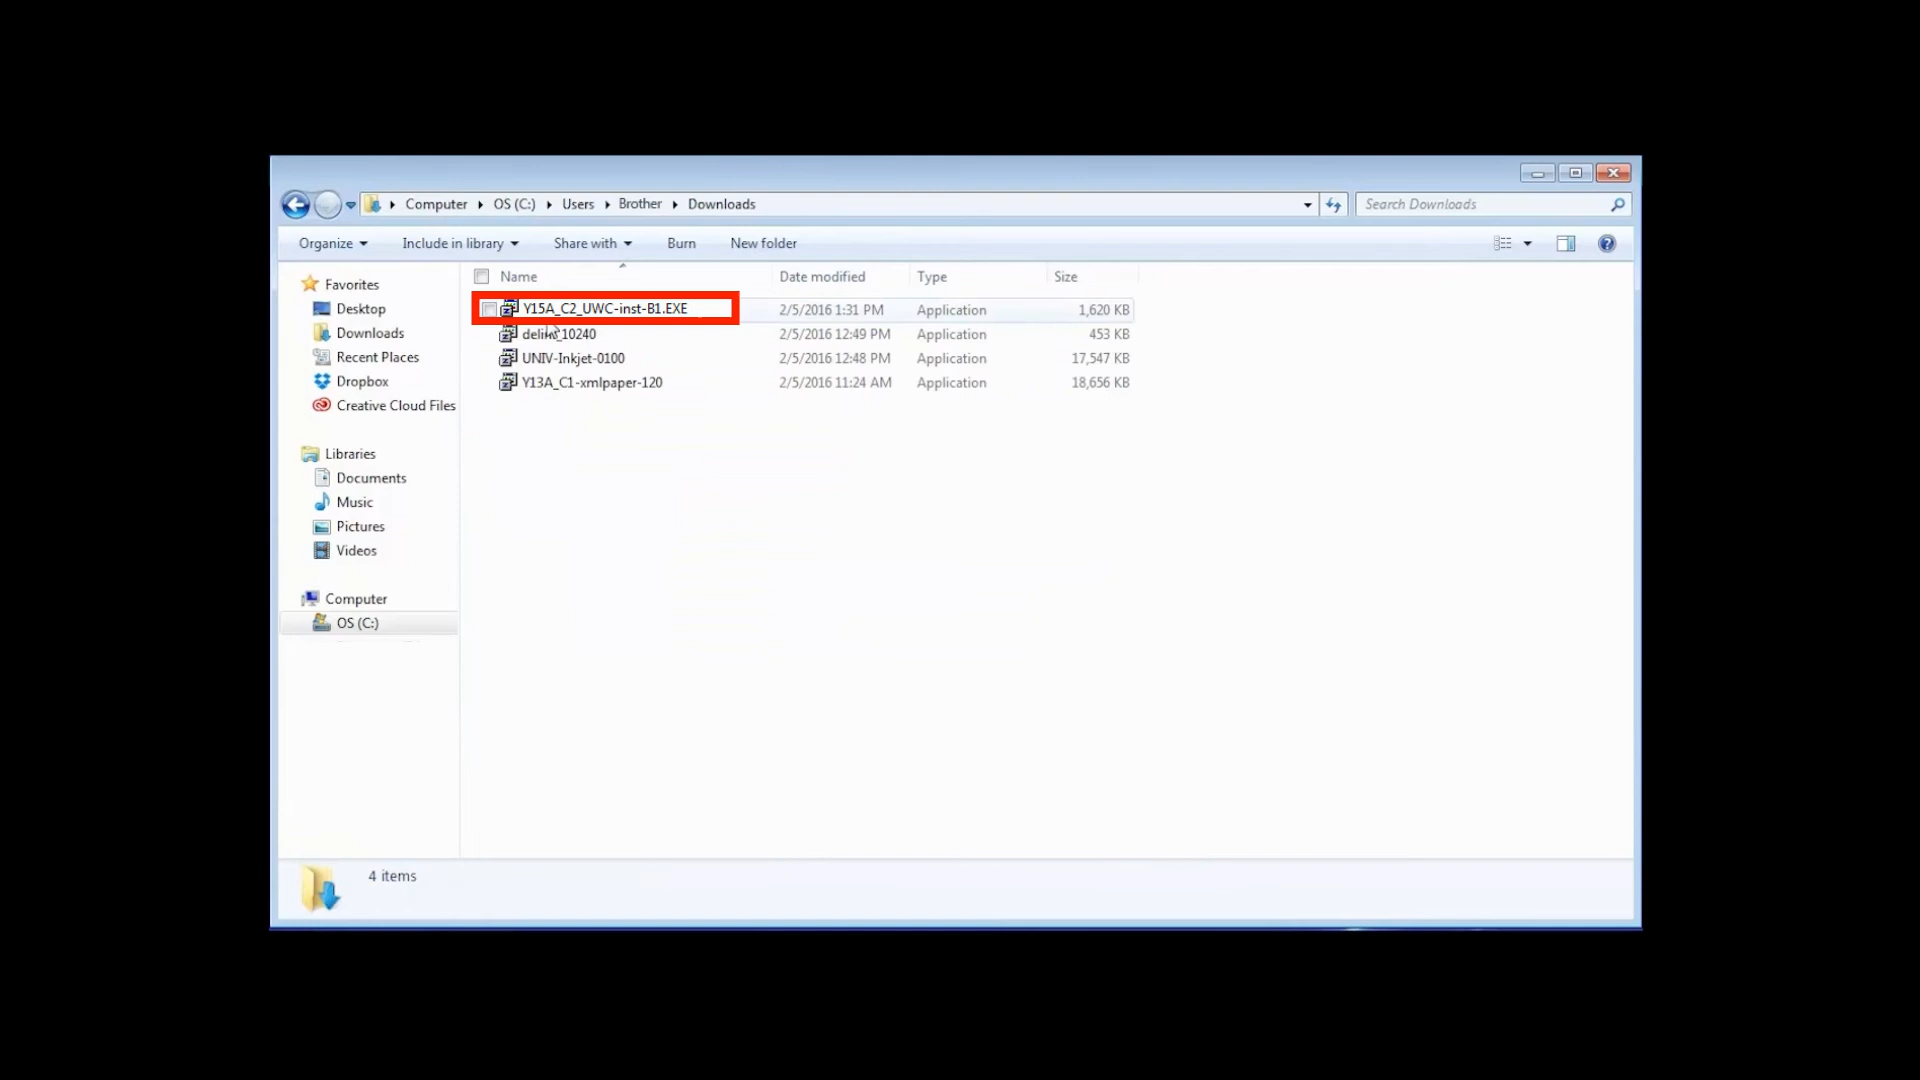 Computer OS (C:) Users Brother Downloads
Search Downloads
Organize Include in library Share with Burn New folder
Name Date modified Type Size
Favorites
Desktop
Downloads
Recent Places
Dropbox
Creative Cloud Files
Libraries
Documents
Music
Pictures
Videos
Computer
OS (C:)
Y15A_C2_UWC-inst-B1.EXE 2/5/2016 1:31 PM Application 1,620 KB
2/5/2016 12:49 PM Application 453 KB
UNIV-Inkjet-0100 2/5/2016 12:48 PM Application 17,547 KB
Y13A_C1-xmlpaper-120 2/5/2016 11:24 AM Application 18,656 KB
4 items